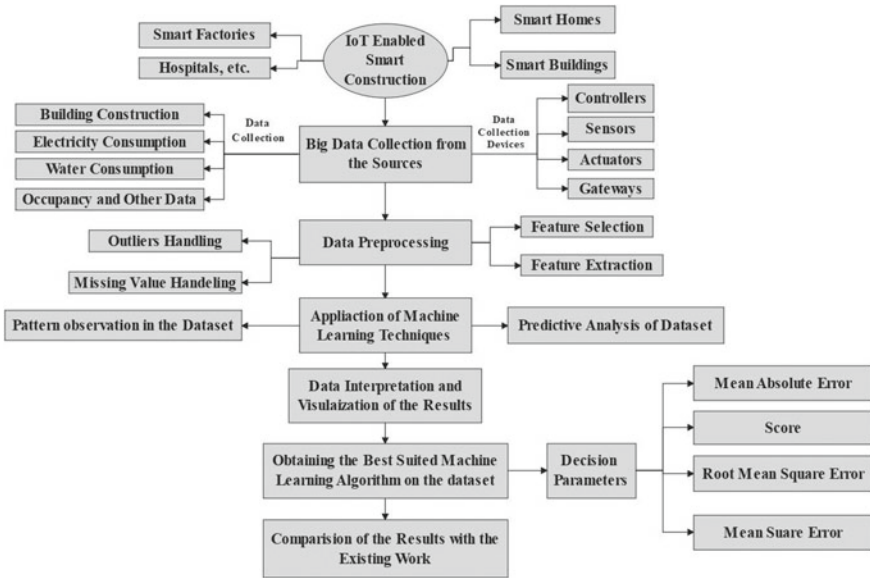 Smart Factories
Hospitals, etc.
IoT Enabled
Smart
Construction
Smart Homes
Smart Buildings
Building Construction
Electricity Consumption
Water Consumption
Occupancy and Other Data
Data
Collection
Big Data Collection from
the Sources
Data
Collection
Devices
Controllers
Sensors
Actuators
Gateways
Outliers Handling
Missing Value Handeling
Data Preprocessing
Feature Selection
Feature Extraction
Pattern observation in the Dataset
Appliaction of Machine
Learning Techniques
Predictive Analysis of Dataset
Data Interpretation and
Visulaization of the Results
Obtaining the Best Suited Machine
Learning Algorithm on the dataset
Decision
Parameters
Mean Absolute Error
Score
Root Mean Square Error
Mean Suare Error
Comparision of the Results with the
Existing Work